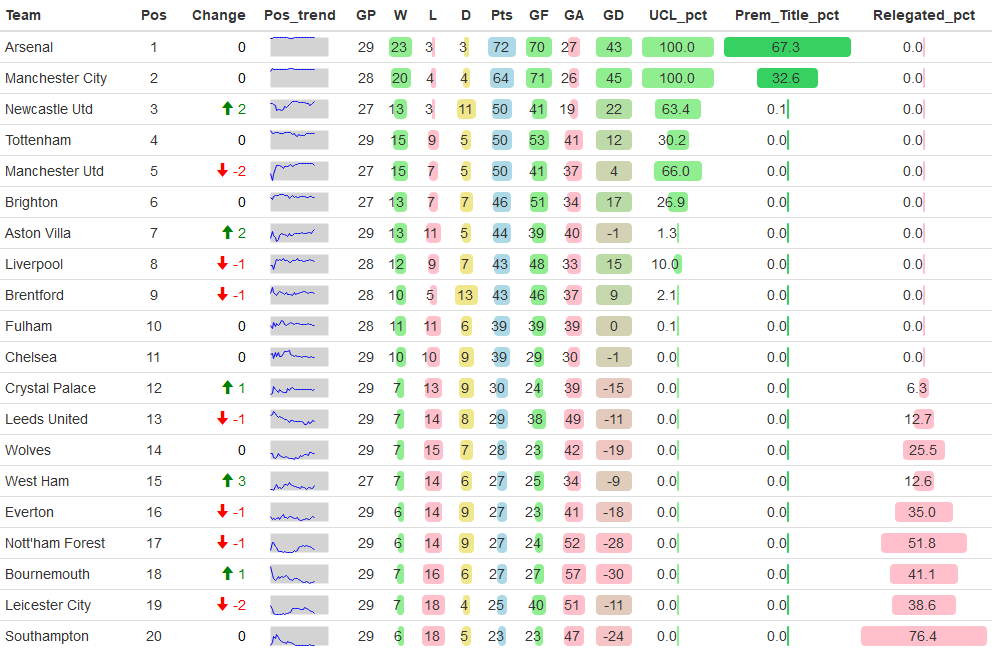 Team Pos Change Pos_trend GP W L D Pts GF GA GD UCL_pct Prem_Title_pct Relegated_pct
Arsenal 1 0 29 23 3 3 72 70 27 43 100.0 67.3 0.0
Manchester City 2 0 28 20 4 4 64 71 26 45 100.0 32.6 0.0
Newcastle Utd 3 2 27 13 3 11 50 41 19 22 63.4 0.1 0.0
Tottenham 4 0 29 15 9 5 50 53 41 12 30.2 0.0 0.0
Manchester Utd 5 -2 27 15 7 5 50 41 37 4 66.0 0.0 0.0
Brighton 6 0 27 13 7 7 46 51 34 17 26.9 0.0 0.0
Aston Villa 7 2 29 13 11 5 44 39 40 -1 1.3 0.0 0.0
Liverpool 8 -1 28 12 9 7 43 48 33 15 10.0 0.0 0.0
Brentford 9 -1 28 10 5 13 43 46 37 9 2.1 0.0 0.0
Fulham 10 0 28 11 11 6 39 39 39 0 0.1 0.0 0.0
Chelsea 11 0 29 10 10 9 39 29 30 -1 0.0 0.0 0.0
Crystal Palace 12 1 29 7 13 9 30 24 39 -15 0.0 0.0 6.3
Leeds United 13 -1 29 7 14 8 29 38 49 -11 0.0 0.0 12.7
Wolves 14 0 29 7 15 7 28 23 42 -19 0.0 0.0 25.5
West Ham 15 3 27 7 14 6 27 25 34 -9 0.0 0.0 12.6
Everton 16 -1 29 6 14 9 27 23 41 -18 0.0 0.0 35.0
Nott'ham Forest 17 -1 29 6 14 9 27 24 52 -28 0.0 0.0 51.8
Bournemouth 18 1 29 7 16 6 27 27 57 -30 0.0 0.0 41.1
Leicester City 19 -2 29 7 18 4 25 40 51 -11 0.0 0.0 38.6
Southampton 20 0 29 6 18 5 23 23 47 -24 0.0 0.0 76.4